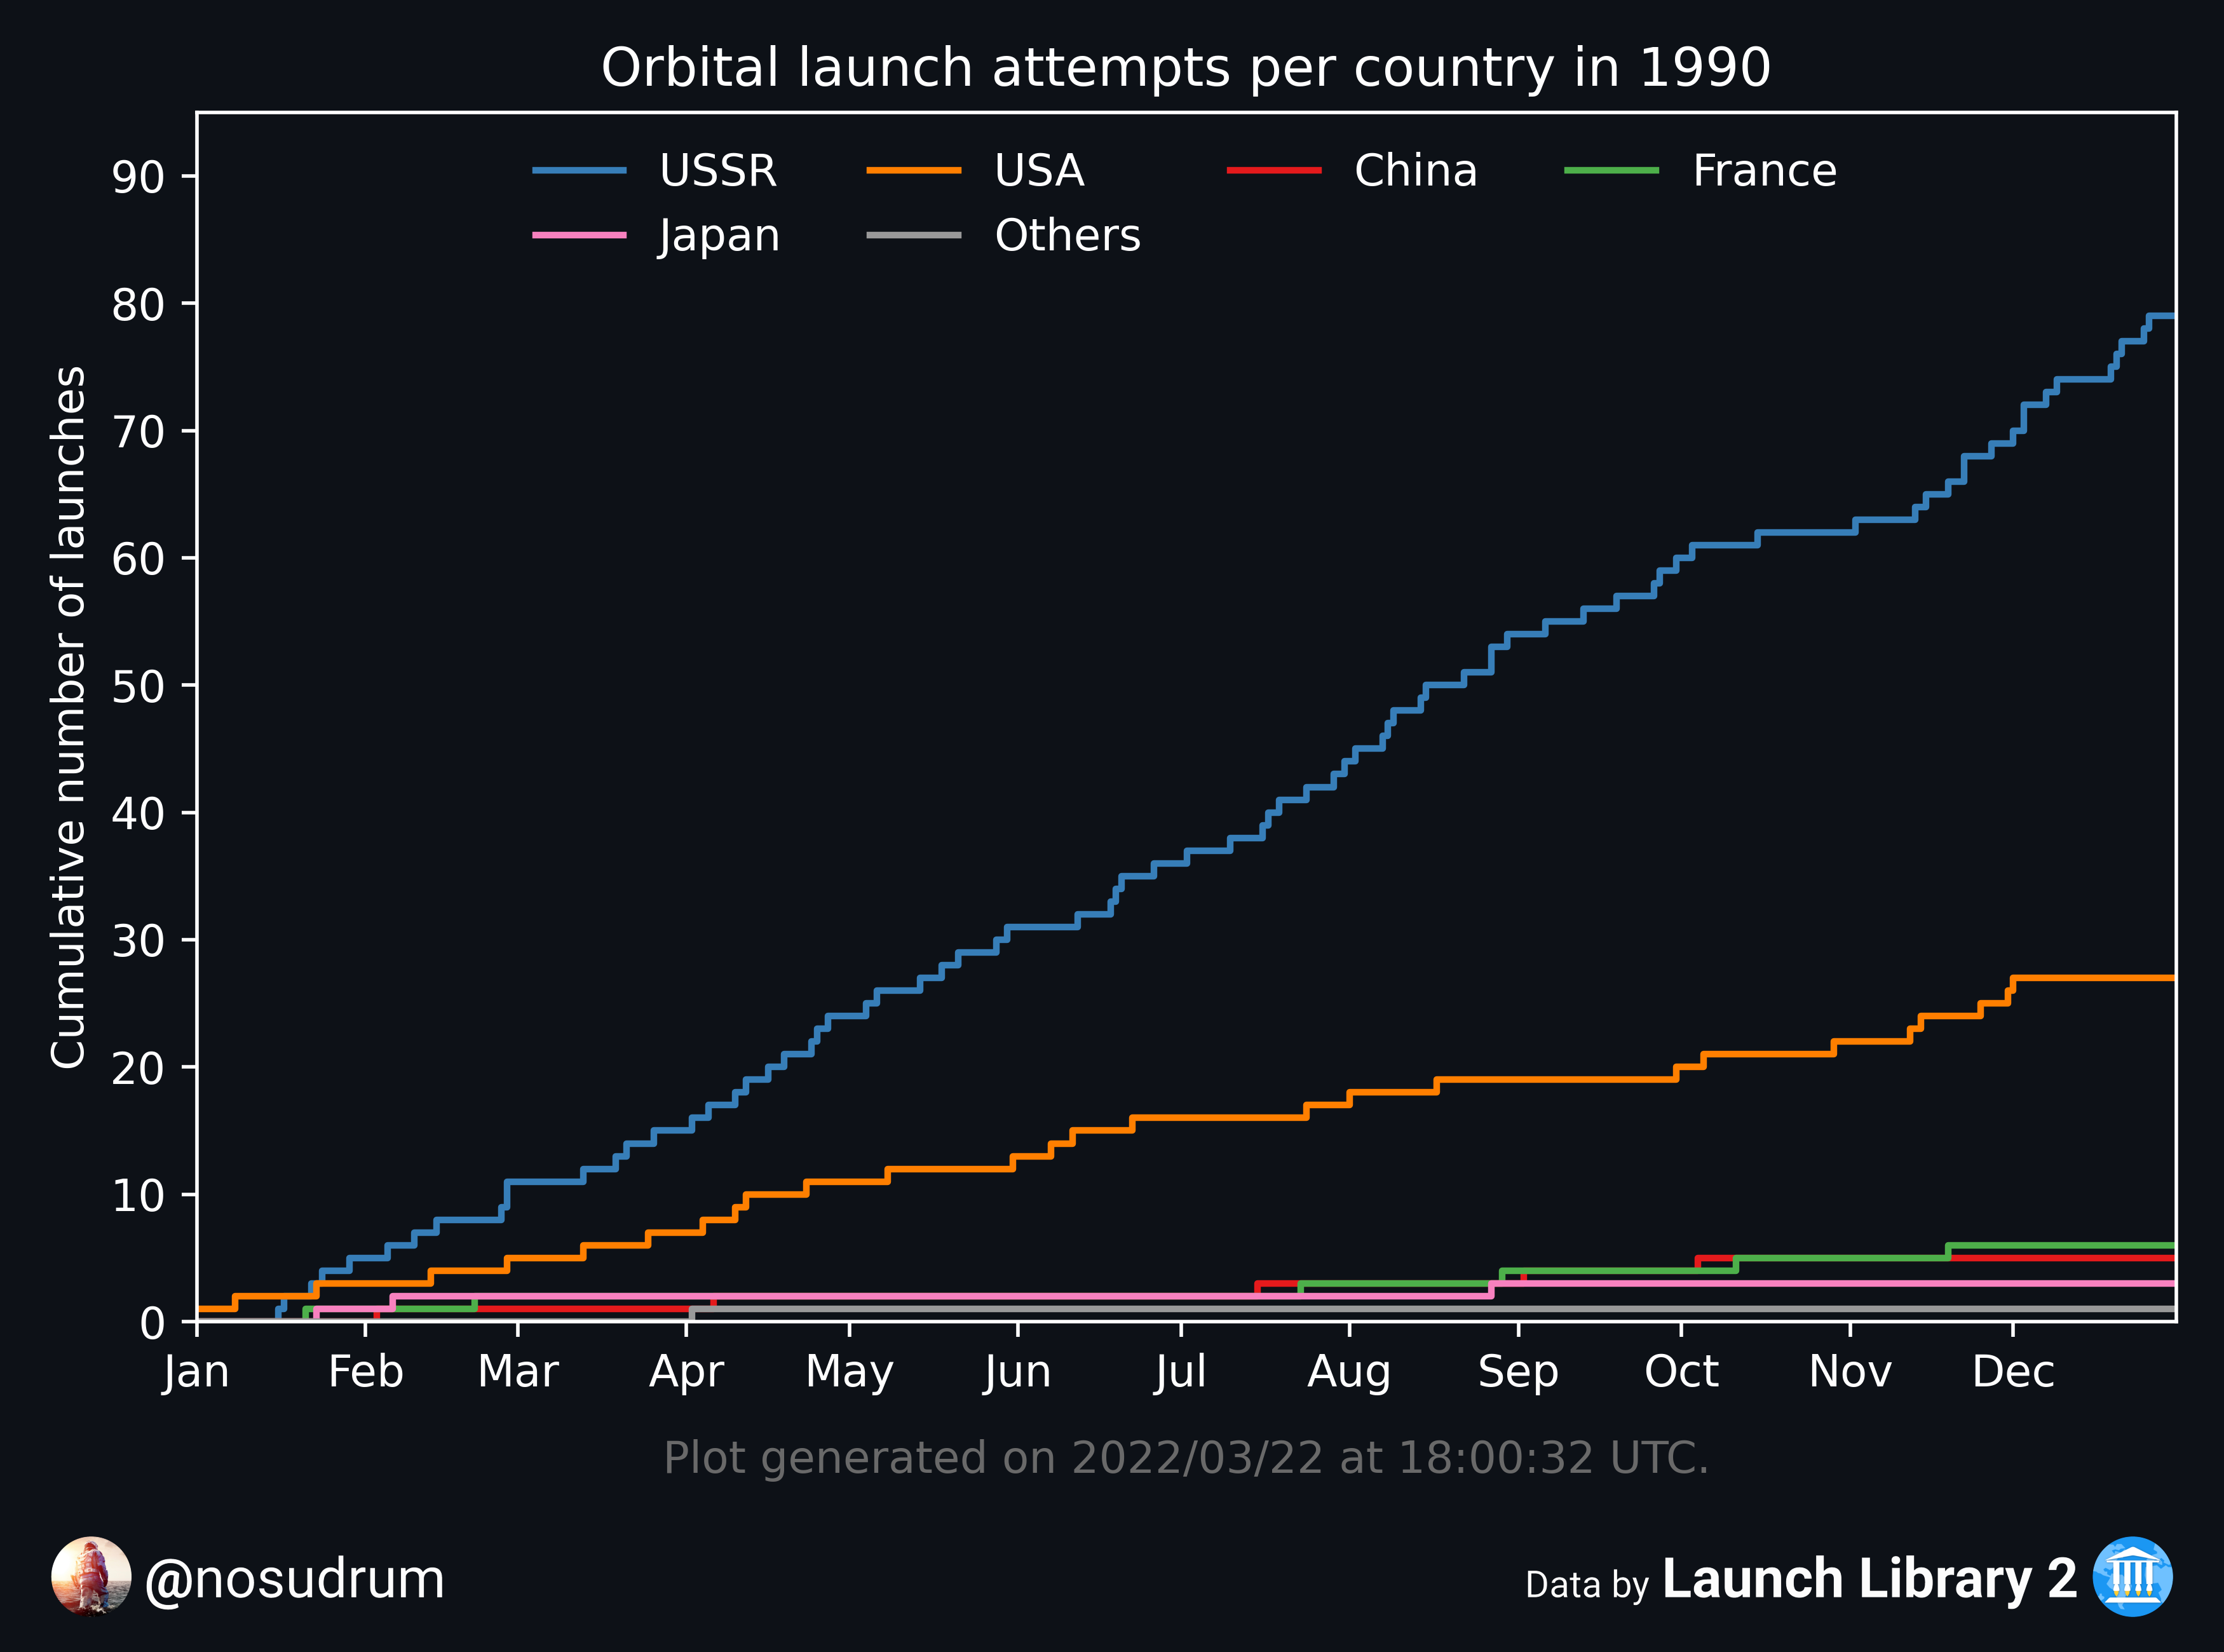 Orbital launch attempts per country in 1990
USSR USA China France
Japan Others
Cumulative number of launches
90
80
70
60
50
40
30
20
10
0
Jan Feb Mar Apr May Jun Jul Aug Sep Oct Nov Dec
Plot generated on 2022/03/22 at 18:00:32 UTC.
@nosudrum
Data by Launch Library 2